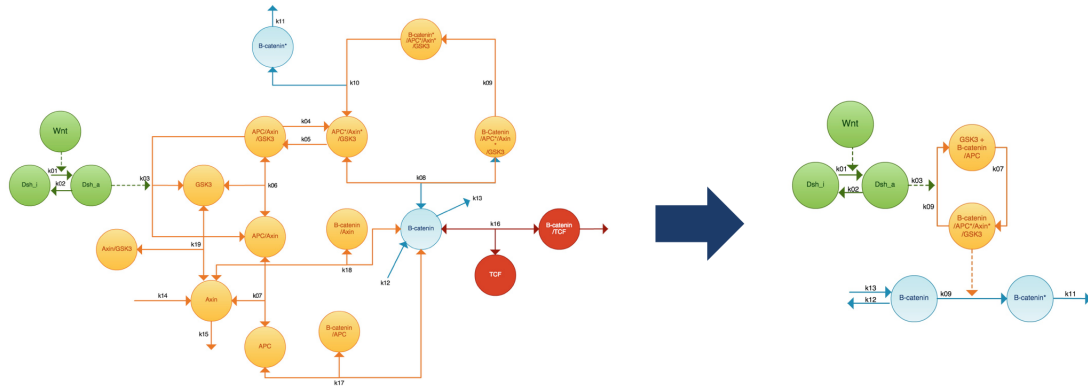 k11
B-catenin*
B-catenin*
/APC*/Axin*
/GSK3
k10
k09
Wnt
k01
k02
Dsh_i
Dsh_a
k03
APC/Axin
/GSK3
k04
k05
APC*/Axin*
/GSK3
B-Catenin
/APC*/Axin
*
/GSK3
GSK3
k06
k08
k13
Axin/GSK3
k19
APC/Axin
B-catenin
/Axin
k18
B-catenin
k12
k16
B-catenin
/TCF
TCF
k14
Axin
k07
k15
APC
B-catenin
/APC
k17
Wnt
k01
k02
Dsh_i
Dsh_a
k03
GSK3 +
B-catenin
/APC
k07
k09
B-catenin
/APC*/Axin*
/GSK3
k13
k12
B-catenin
k09
B-catenin*
k11